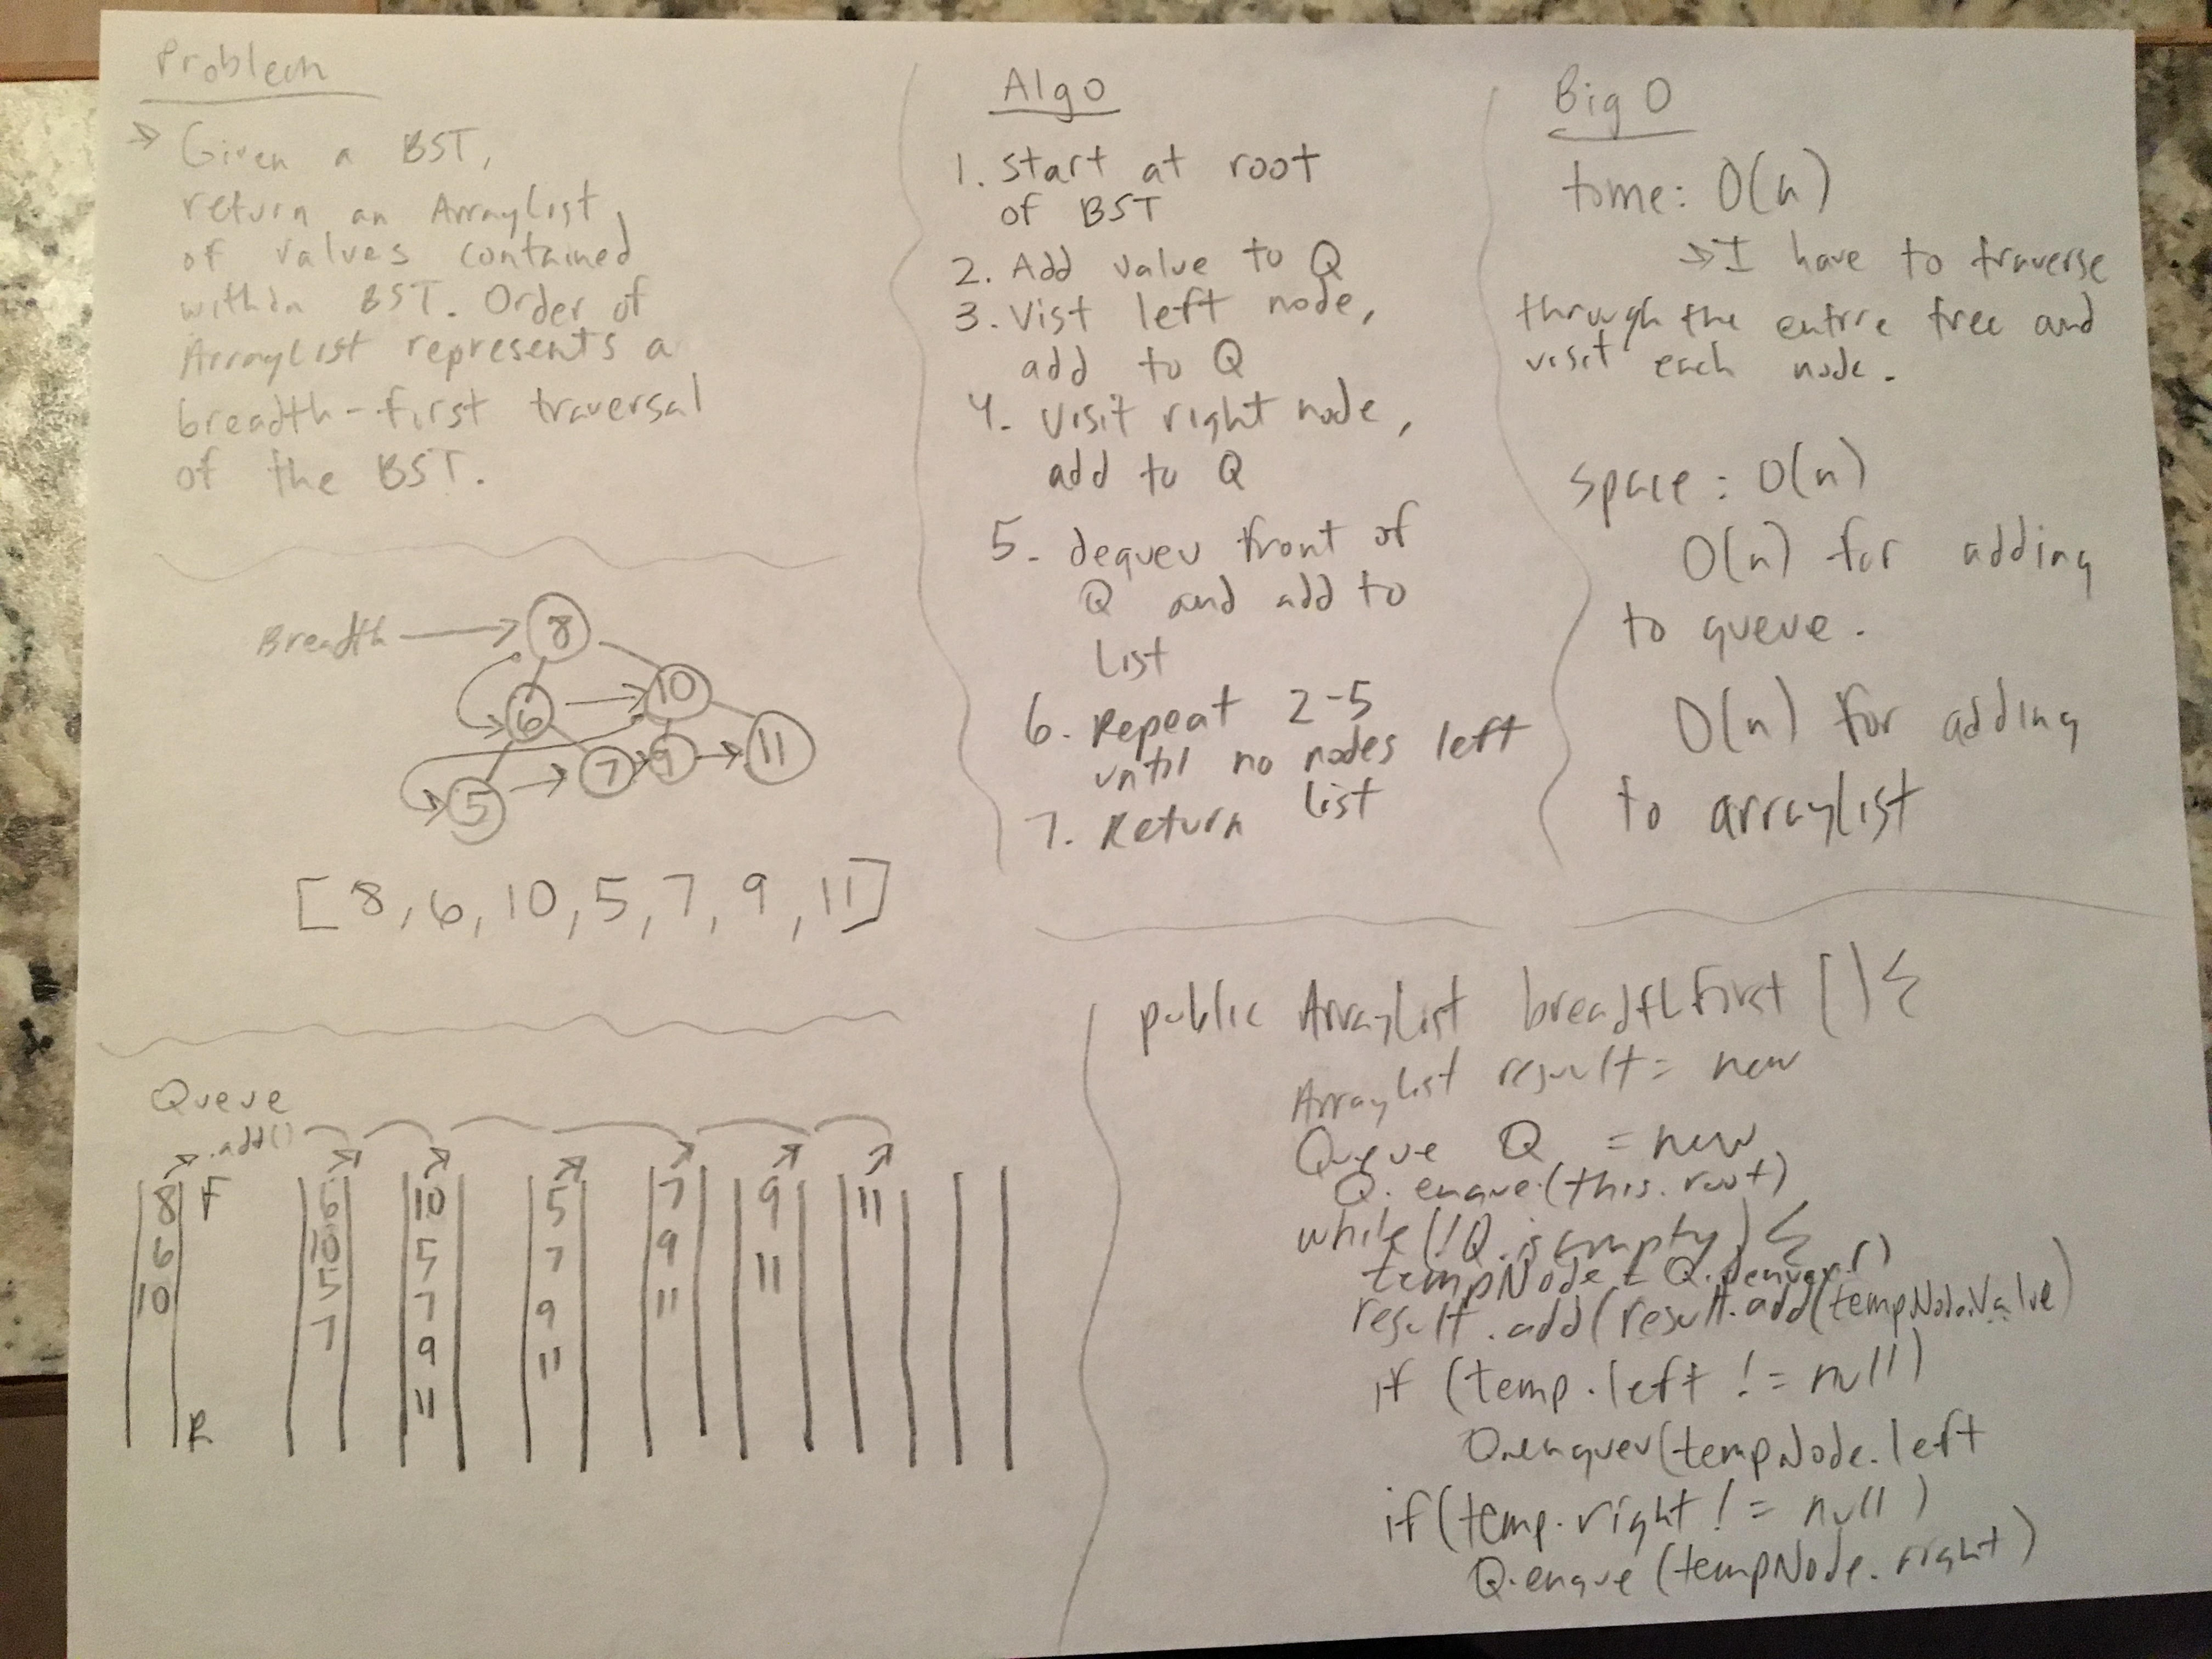 Problem
→ Given a BST,
return an Arraylist,
of values contained
within BST. Order of
Arraylist represents a
breadth-first traversal
of the BST.
Breadth → 8
6 → 10
5 → 7 → 9 → 11
[8, 6, 10, 5, 7, 9, 11]
Queue
.add()
8 F
6
10
R
6
10
5
7
10
5
7
9
11
5
7
9
11
7
9
11
9
11
11
Algo
1. Start at root
of BST
2. Add value to Q
3. Vist left node,
add to Q
4. Visit right node,
add to Q
5. dequeu front of
Q and add to
list
6. Repeat 2-5
until no nodes left
7. Return list
Big O
time: O(n)
→ I have to traverse
through the entire tree and
visit each node.
space: O(n)
O(n) for adding
to queue.
O(n) for adding
to arraylist
public Arraylist breadthFirst () {
Arraylist result = new
Queue Q = new
Q.enque(this.root)
while (!Q.isempty) {
tempNode = Q.
result.add(result.add(tempNode.Value)
if (temp.left != null)
Q.enqueu(tempNode.left
if(temp.right != null)
Q.enque(tempNode.right)